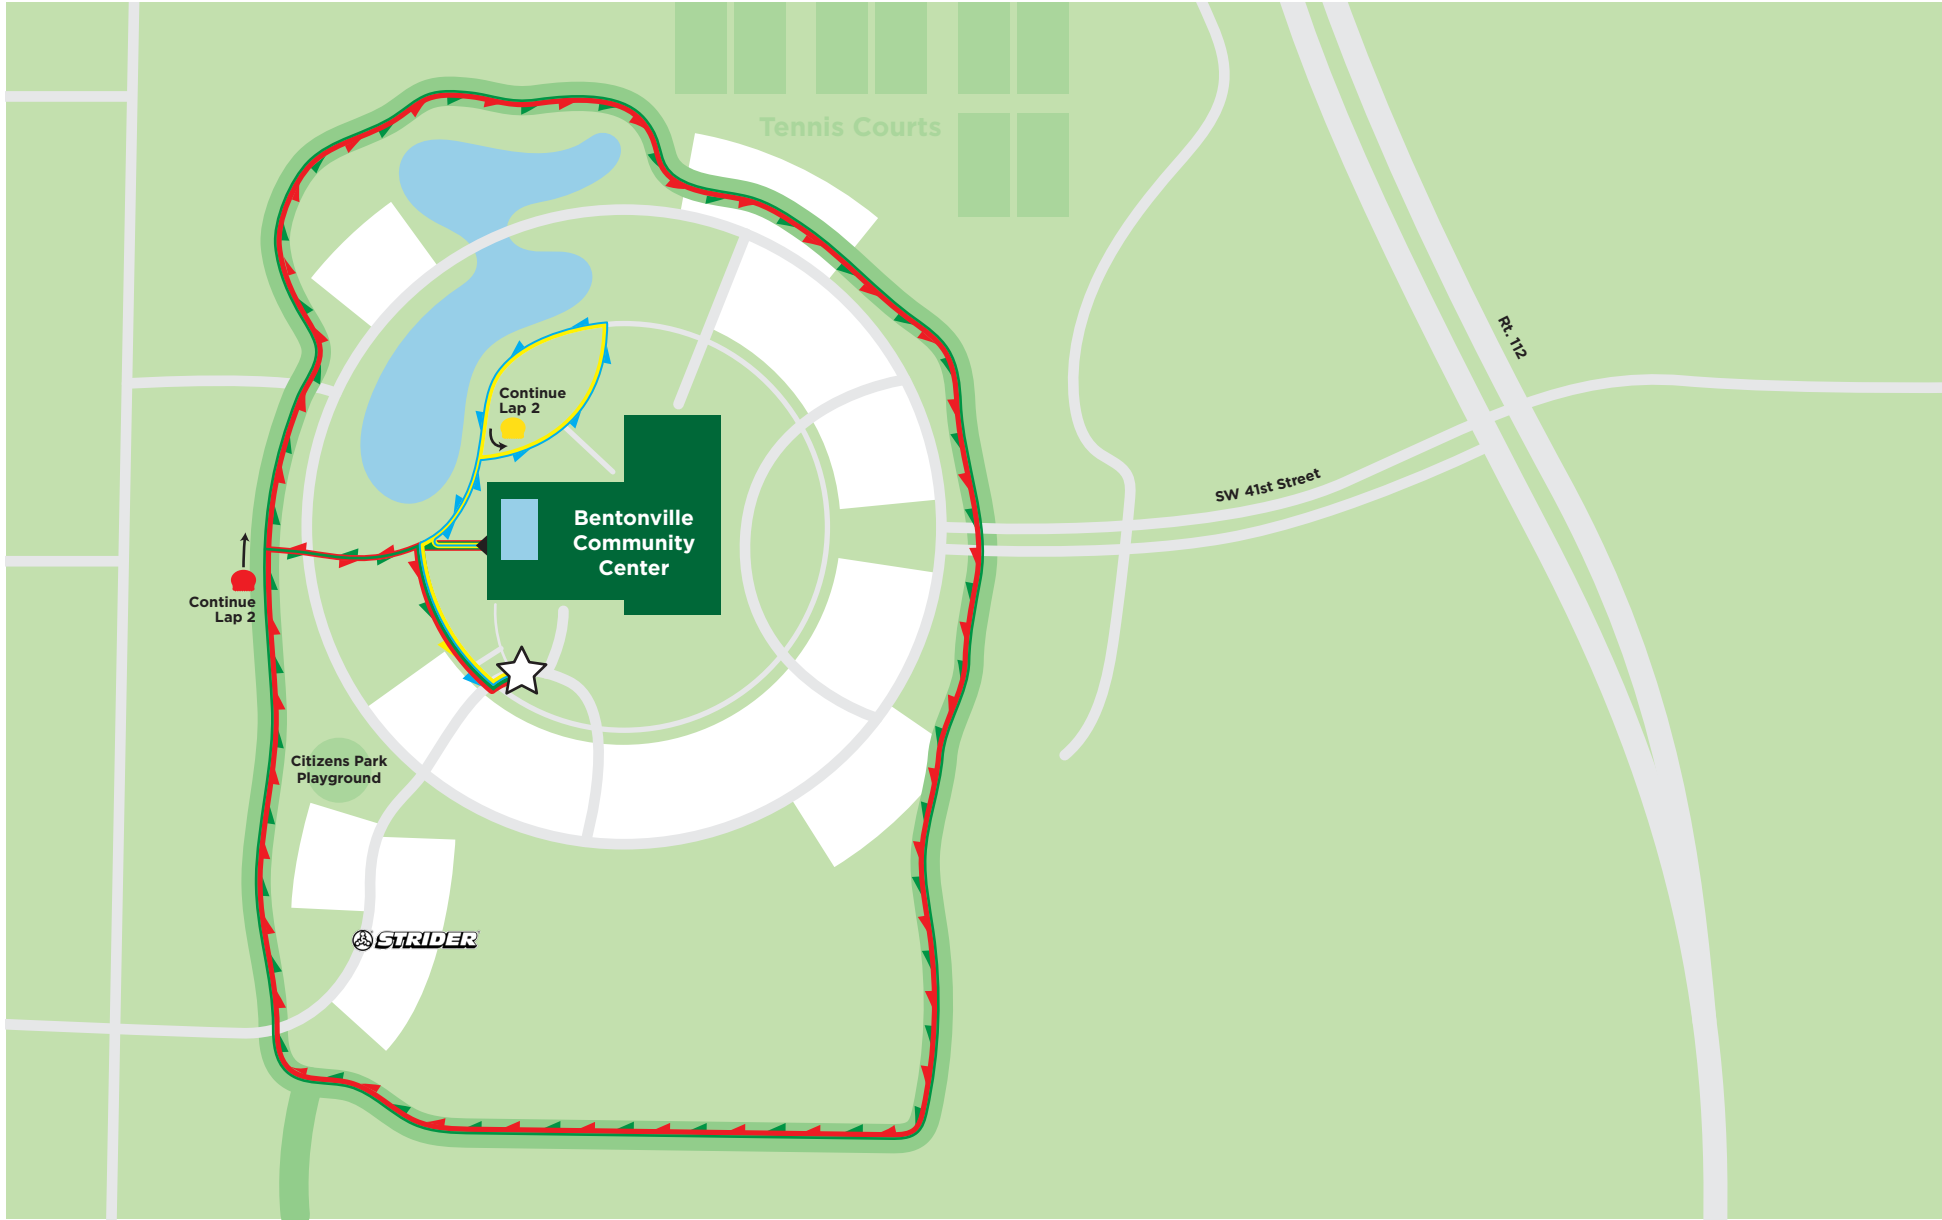 Tennis Courts
Rt. 112
Continue
Lap 2
SW 41st Street
Bentonville
Community
Center
Continue
Lap 2
Citizens Park
Playground
STRIDER